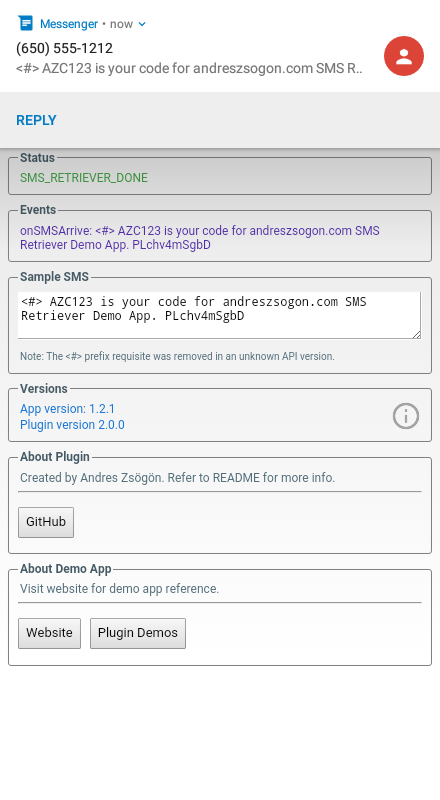 Messenger • now
(650) 555-1212
<#> AZC123 is your code for andreszsogon.com SMS R..
REPLY
Status
SMS_RETRIEVER_DONE
Events
onSMSArrive: <#> AZC123 is your code for andreszsogon.com SMS
Retriever Demo App. PLchv4mSgbD
Sample SMS
<#> AZC123 is your code for andreszsogon.com SMS
Retriever Demo App. PLchv4mSgbD
Note: The <#> prefix requisite was removed in an unknown API version.
Versions
App version: 1.2.1
Plugin version 2.0.0
About Plugin
Created by Andres Zsögön. Refer to README for more info.
GitHub
About Demo App
Visit website for demo app reference.
Website Plugin Demos